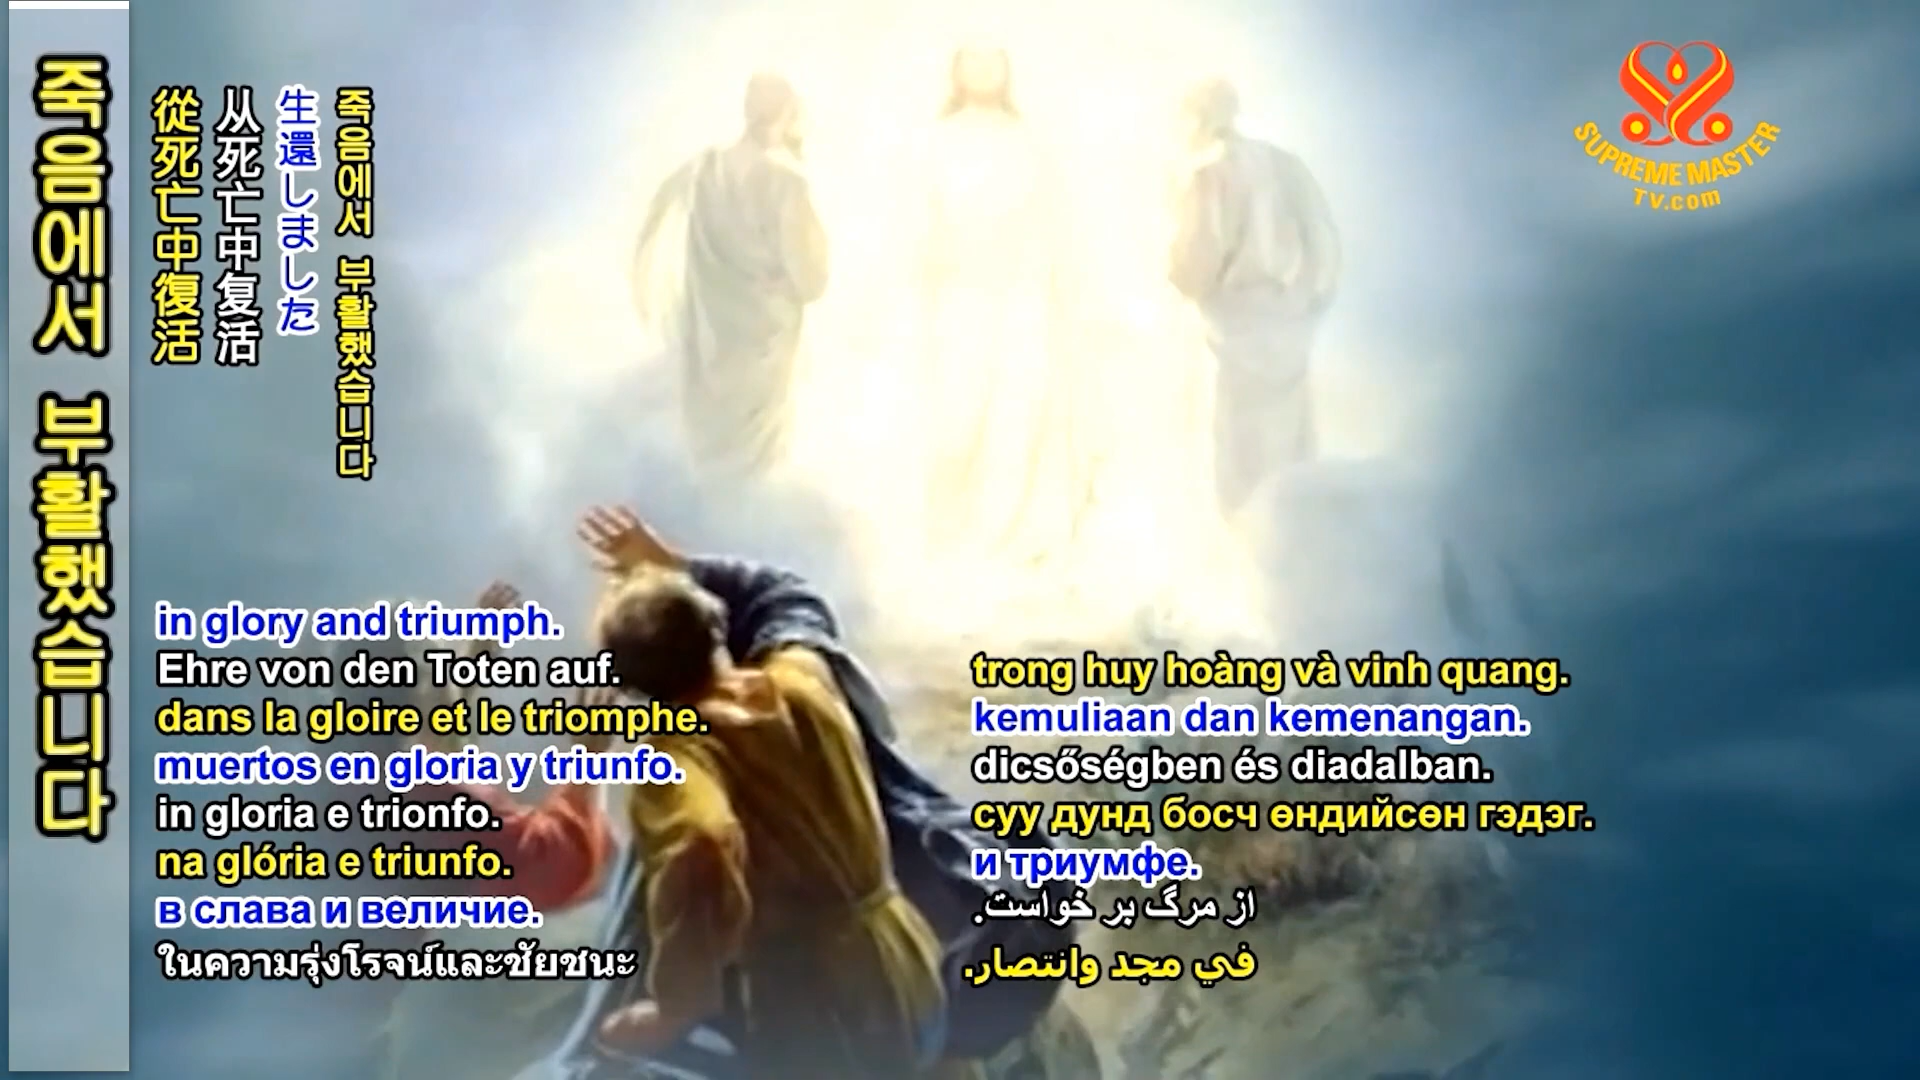 죽음에서 부활했습니다
從死亡中復活
从死亡中复活
生還しました
죽음에서 부활했습니다
SUPREME MASTER
TV.com
in glory and triumph.
Ehre von den Toten auf.
dans la gloire et le triomphe.
muertos en gloria y triunfo.
in gloria e trionfo.
na glória e triunfo.
в слава и величие.
ในความรุ่งโรจน์และชัยชนะ
trong huy hoàng và vinh quang.
kemuliaan dan kemenangan.
dicsőségben és diadalban.
суу дунд босч өндийсөн гэдэг.
и триумфе.
از مرگ بر خواست.
في مجد وانتصار.